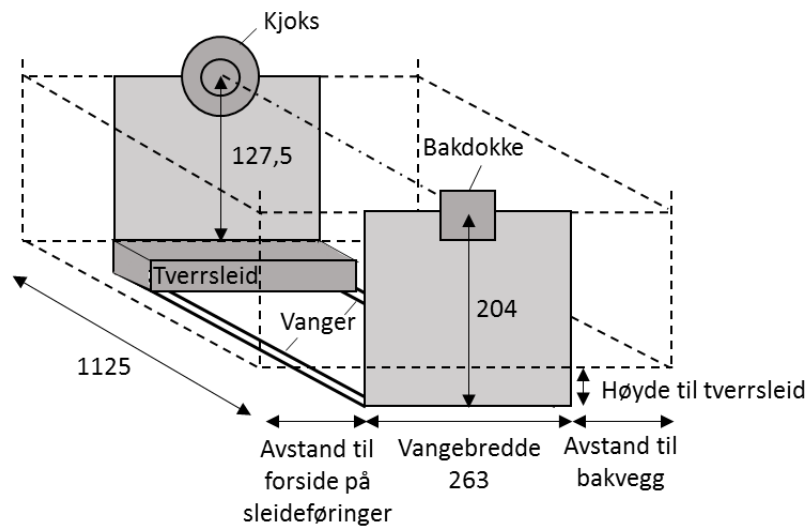 Kjoks
127,5
Bakdokke
Tverrsleid
Vanger
204
1125
Høyde til tverrsleid
Avstand til
forside på
sleideføringer
Vangebredde
263
Avstand til
bakvegg